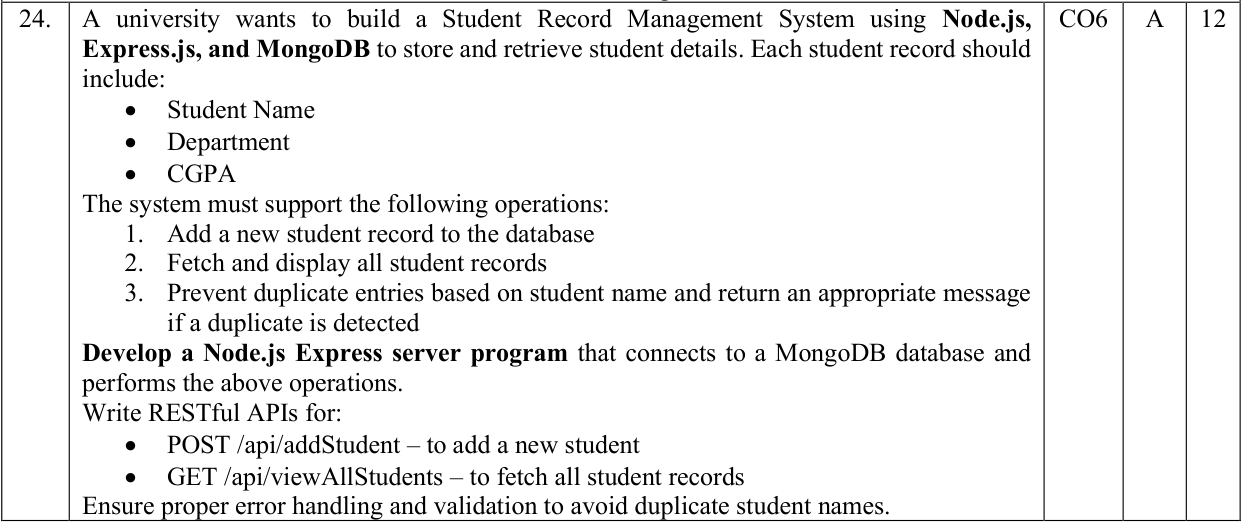 24. A university wants to build a Student Record Management System using Node.js, CO6 A 12
Express.js, and MongoDB to store and retrieve student details. Each student record should
include:
• Student Name
• Department
• CGPA
The system must support the following operations:
1. Add a new student record to the database
2. Fetch and display all student records
3. Prevent duplicate entries based on student name and return an appropriate message
if a duplicate is detected
Develop a Node.js Express server program that connects to a MongoDB database and
performs the above operations.
Write RESTful APIs for:
• POST /api/addStudent – to add a new student
• GET /api/viewAllStudents – to fetch all student records
Ensure proper error handling and validation to avoid duplicate student names.